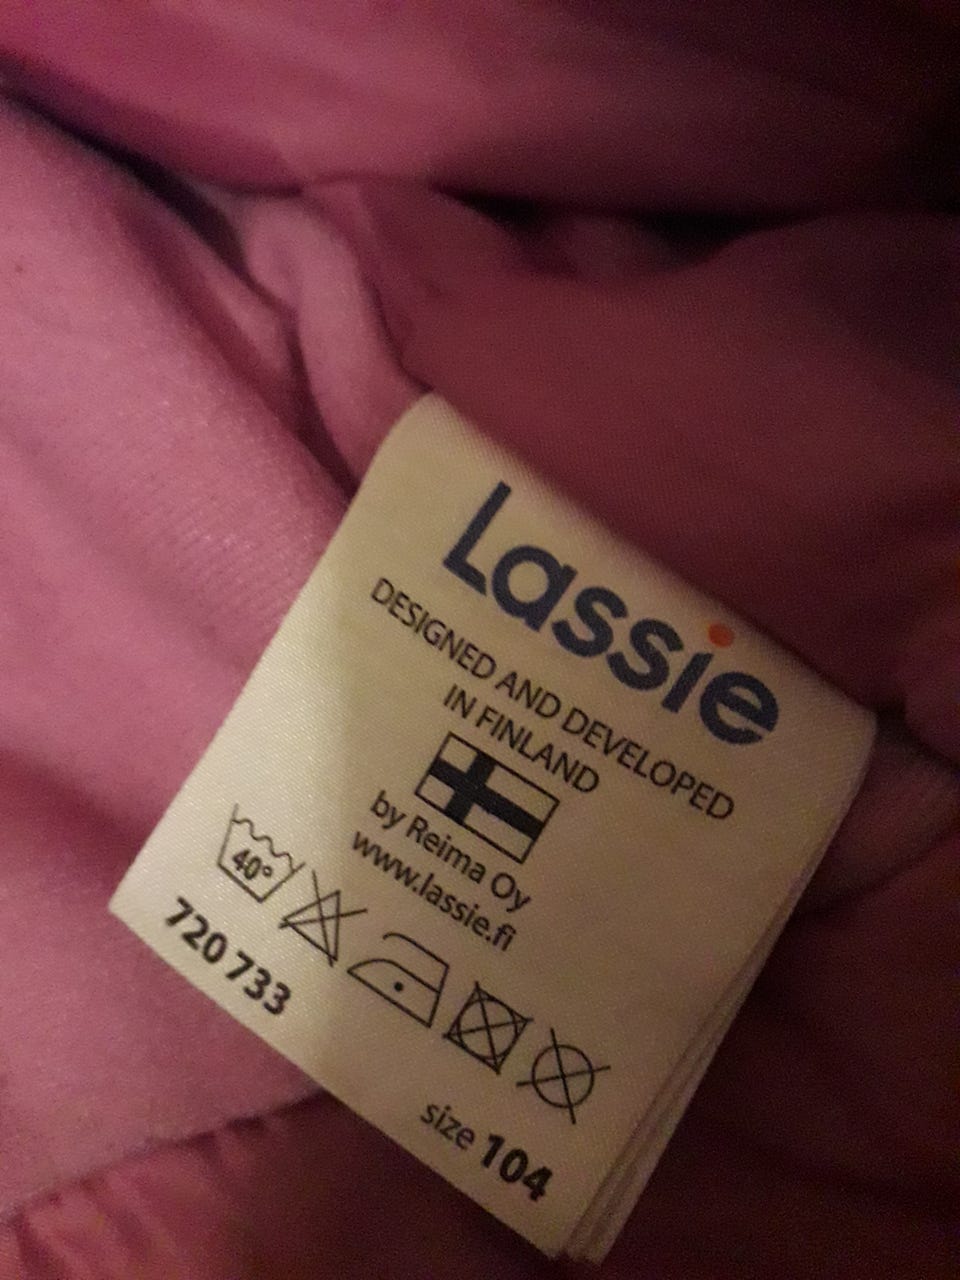 Lassie
DESIGNED AND DEVELOPED
IN FINLAND
by Reima Oy
www.lassie.fi
40°
720 733
size 104